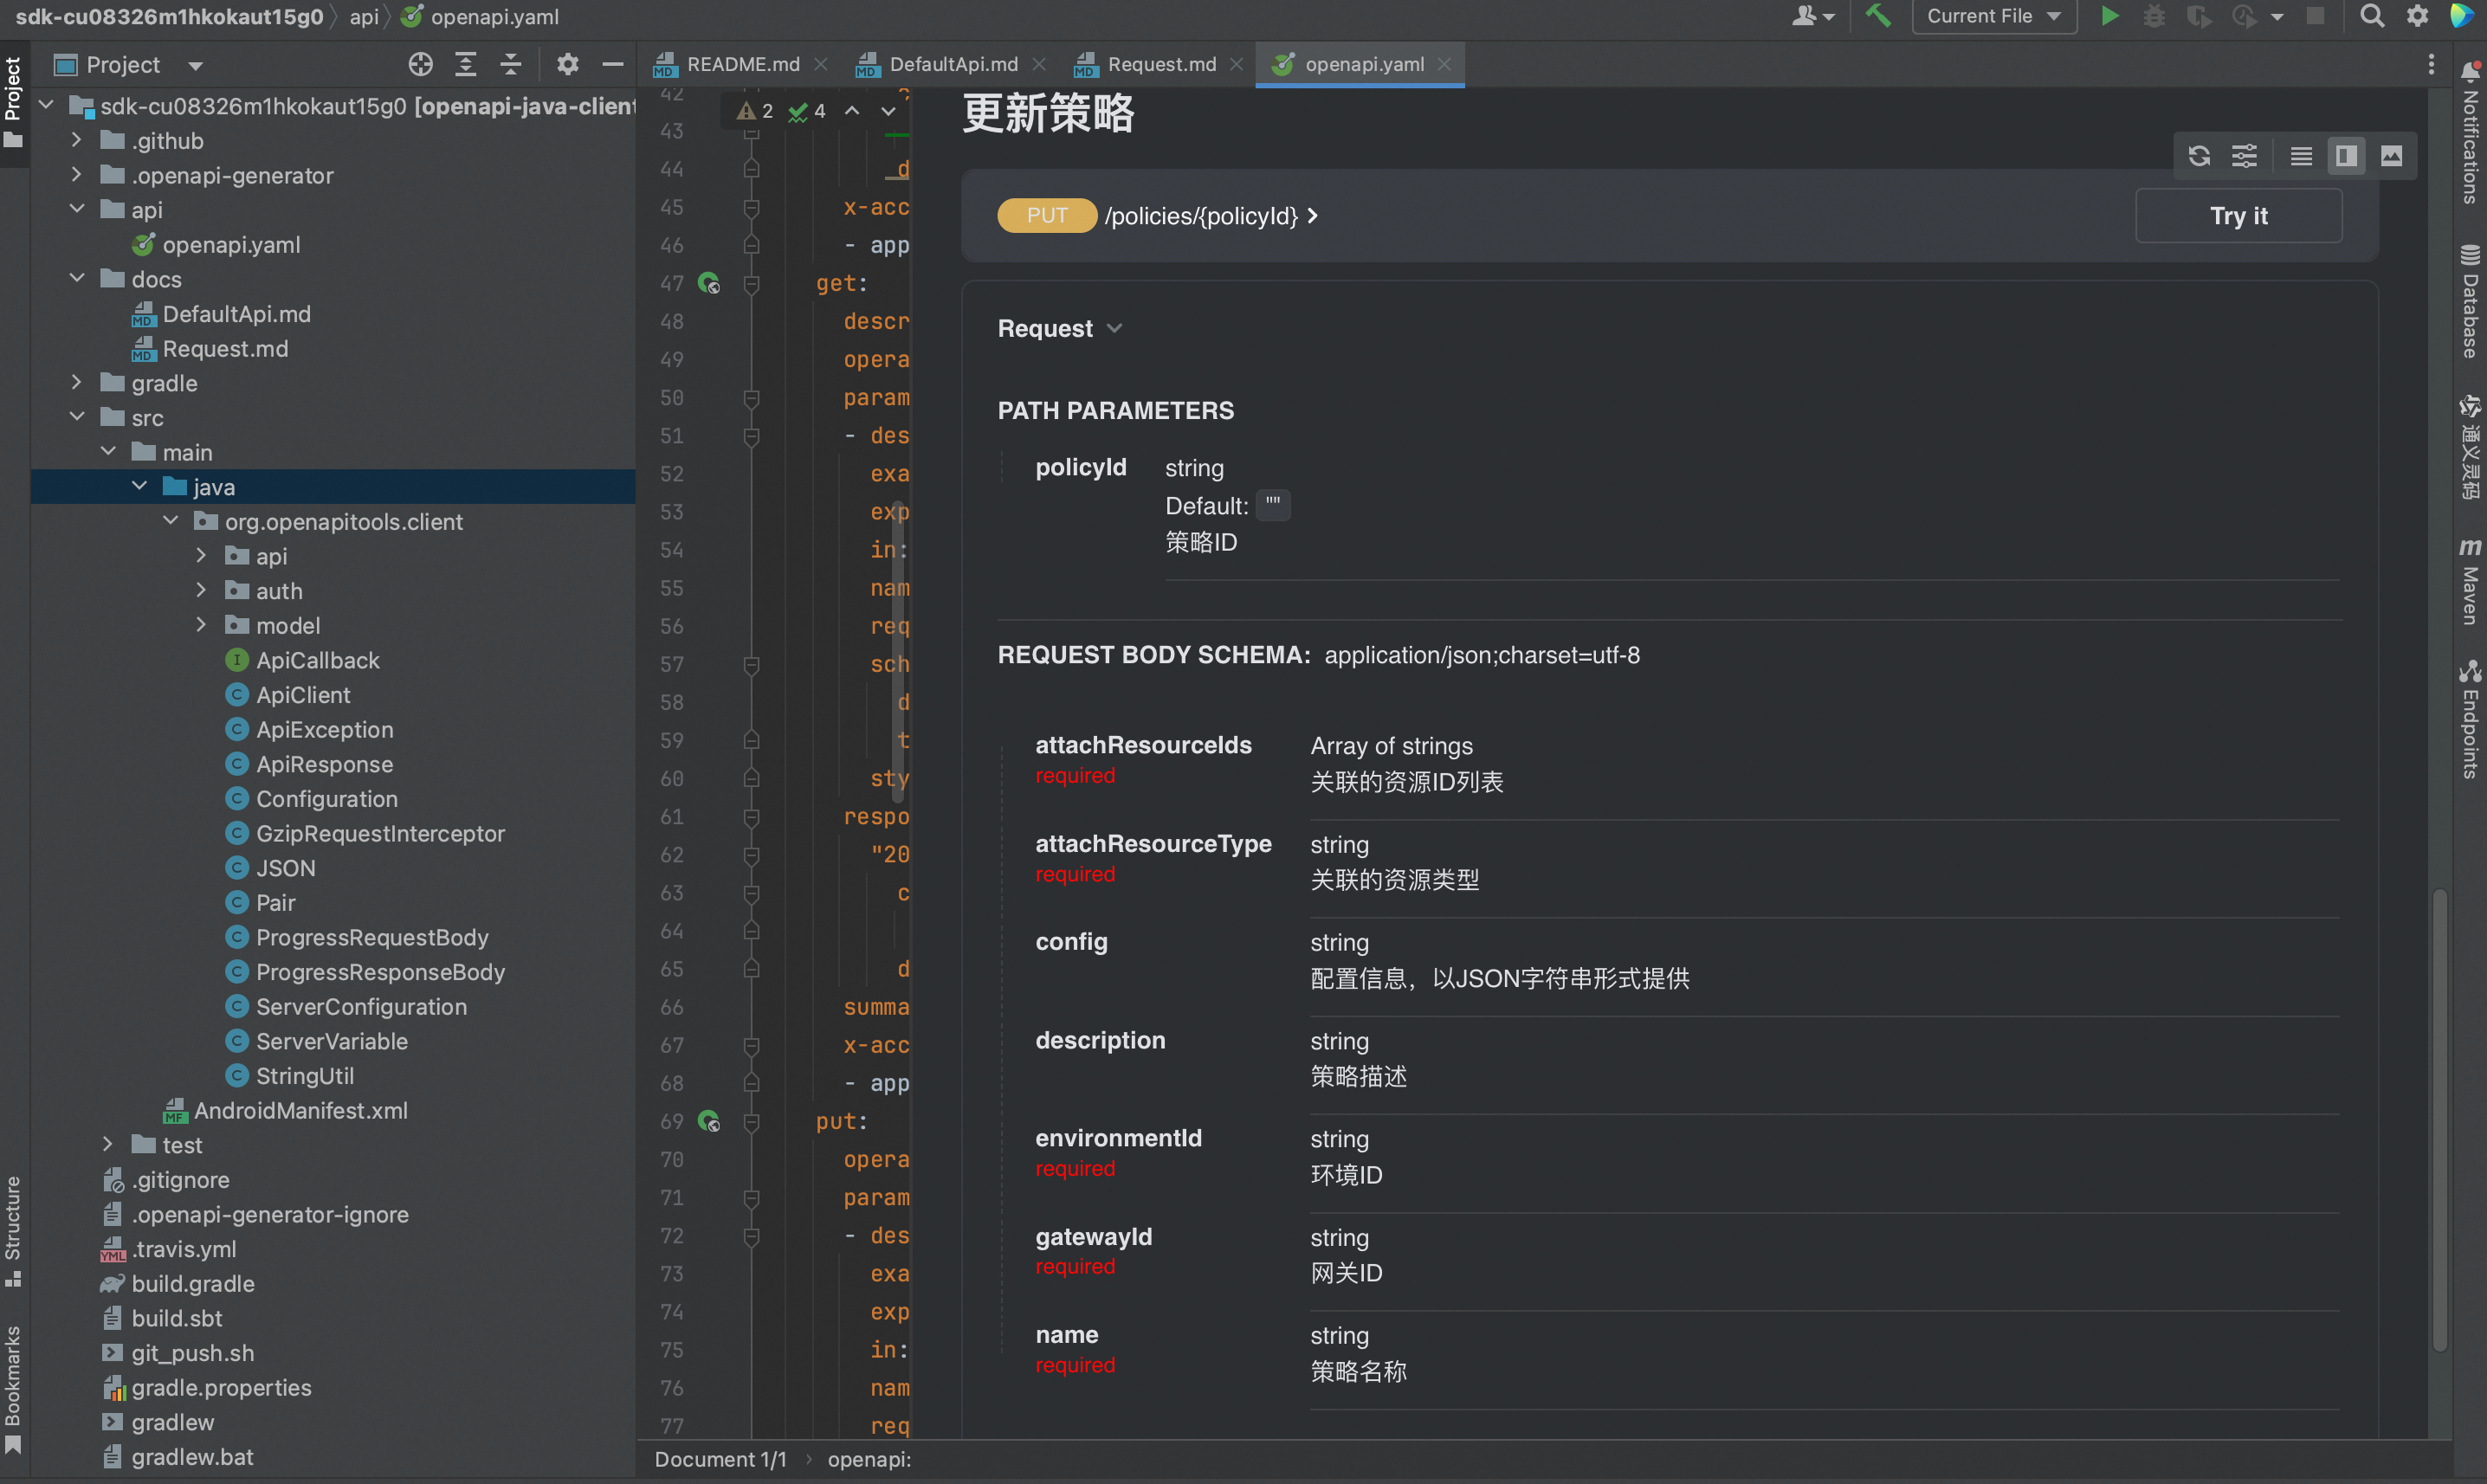 sdk-cu08326m1hkokaut15g0 api openapi.yaml
Current File
Project
README.md DefaultApi.md Request.md openapi.yaml
Project
Structure
Bookmarks
sdk-cu08326m1hkokaut15g0 [openapi-java-client
.github
.openapi-generator
api
openapi.yaml
docs
DefaultApi.md
Request.md
gradle
src
main
java
org.openapitools.client
api
auth
model
ApiCallback
ApiClient
ApiException
ApiResponse
Configuration
GzipRequestInterceptor
JSON
Pair
ProgressRequestBody
ProgressResponseBody
ServerConfiguration
ServerVariable
StringUtil
AndroidManifest.xml
test
.gitignore
.openapi-generator-ignore
.travis.yml
build.gradle
build.sbt
git_push.sh
gradle.properties
gradlew
gradlew.bat
2 4
42
43
44 d
45 x-acc
46 - app
47 get:
48 descr
49 opera
50 param
51 - des
52 exa
53 exp
54 in:
55 nam
56 req
57 sch
58 d
59 t
60 sty
61 respo
62 "20
63 c
64
65 d
66 summa
67 x-acc
68 - app
69 put:
70 opera
71 param
72 - des
73 exa
74 exp
75 in:
76 nam
77 req
更新策略
PUT /policies/{policyId}
Try it
Request
PATH PARAMETERS
policyId string
Default: ""
策略ID
REQUEST BODY SCHEMA: application/json;charset=utf-8
attachResourceIds Array of strings
required 关联的资源ID列表
attachResourceType string
required 关联的资源类型
config string
配置信息，以JSON字符串形式提供
description string
策略描述
environmentId string
required 环境ID
gatewayId string
required 网关ID
name string
required 策略名称
Document 1/1 openapi:
Notifications
Database
通义灵码
Maven
Endpoints